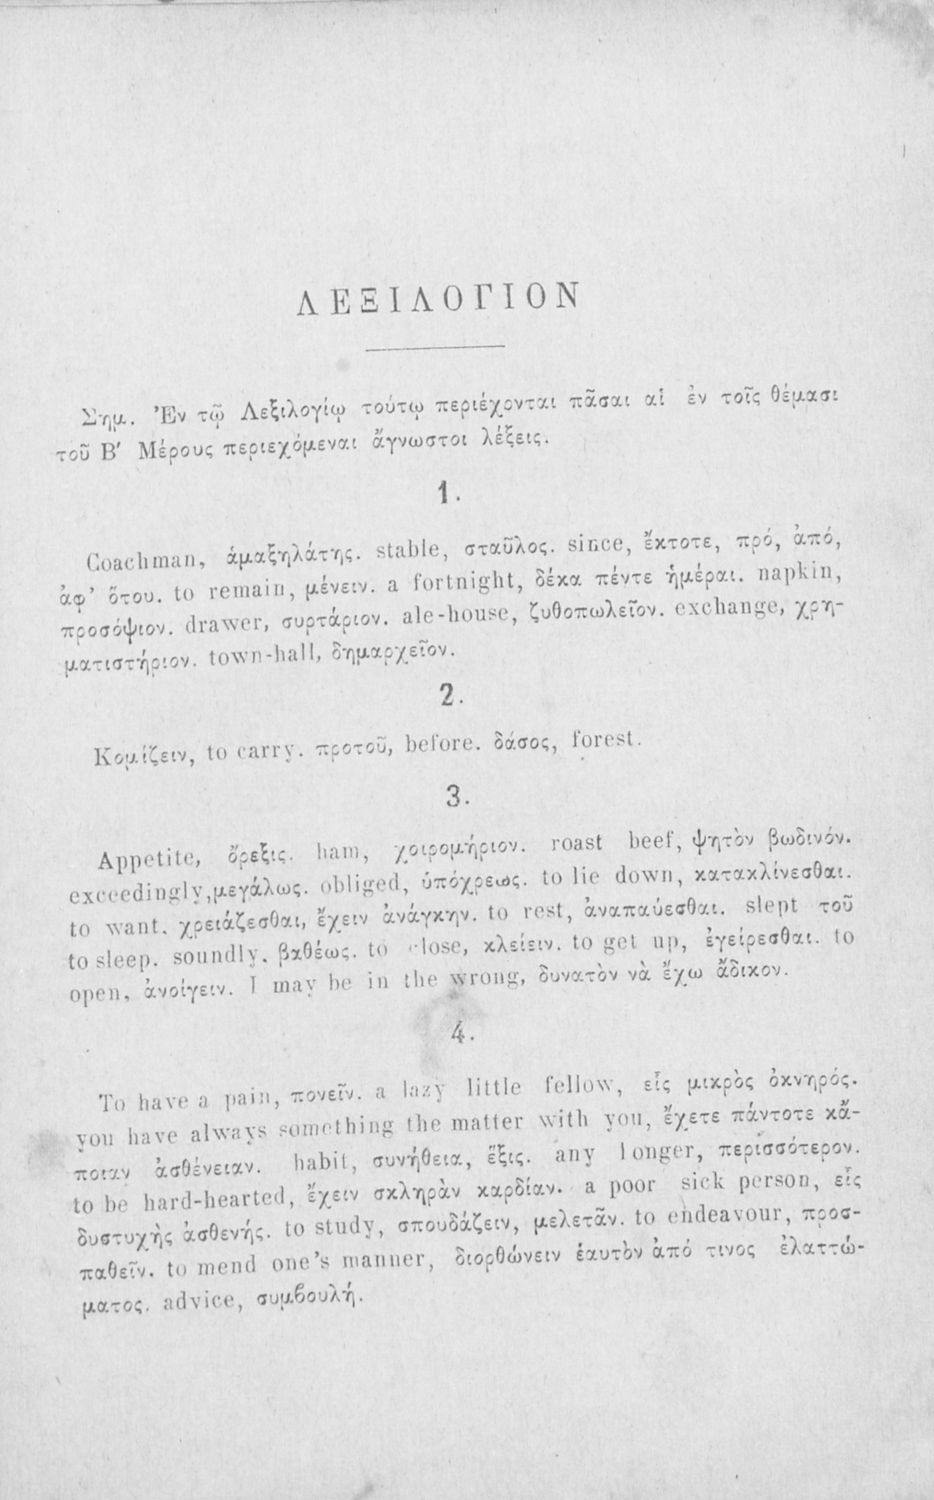 ΛΕΞΙΛΟΓΙΟΝ
Σημ. Ἐν τῷ Λεξιλογίῳ τούτῳ περιέχονται πᾶσαι αἱ ἐν τοῖς θέμασι
τοῦ Β′ Μέρους περιεχόμεναι ἄγνωστοι λέξεις.
1.
Coachman, ἁμαξηλάτης. stable, σταῦλος. since, ἔκτοτε, πρό, ἀπό,
ἀφ’ ὅτου. to remain, μένειν. a fortnight, δέκα πέντε ἡμέραι. napkin,
προσόψιον. drawer, συρτάριον. ale-house, ζυθοπωλεῖον. exchange, χρη-
ματιστήριον. town-hall, δημαρχεῖον.
2.
Κομίζειν, to carry. προτοῦ, before. δάσος, forest.
3.
Appetite, ὄρεξις. ham, χοιρομήριον. roast beef, ψητὸν βωδινόν.
exceedingly, μεγάλως. obliged, ὑπόχρεως. to lie down, κατακλίνεσθαι.
to want. χρειάζεσθαι, ἔχειν ἀνάγκην. to rest, ἀναπαύεσθαι. slept τοῦ
to sleep. soundly. βαθέως. to close, κλείειν. to get up, ἐγείρεσθαι. to
open, ἀνοίγειν. I may be in the wrong, δυνατὸν νὰ ἔχω ἄδικον.
4.
To have a pain, πονεῖν. a lazy little fellow, εἷς μικρὸς ὀκνηρός.
you have always something the matter with you, ἔχετε πάντοτε κἄ-
ποιαν ἀσθένειαν. habit, συνήθεια, ἕξις. any longer, περισσότερον.
to be hard-hearted, ἔχειν σκληρὰν καρδίαν. a poor sick person, εἷς
δυστυχὴς ἀσθενής. to study, σπουδάζειν, μελετᾶν. to endeavour, προσ-
παθεῖν. to mend one's manner, διορθώνειν ἑαυτὸν ἀπό τινος ἐλαττώ-
ματος. advice, συμβουλή.